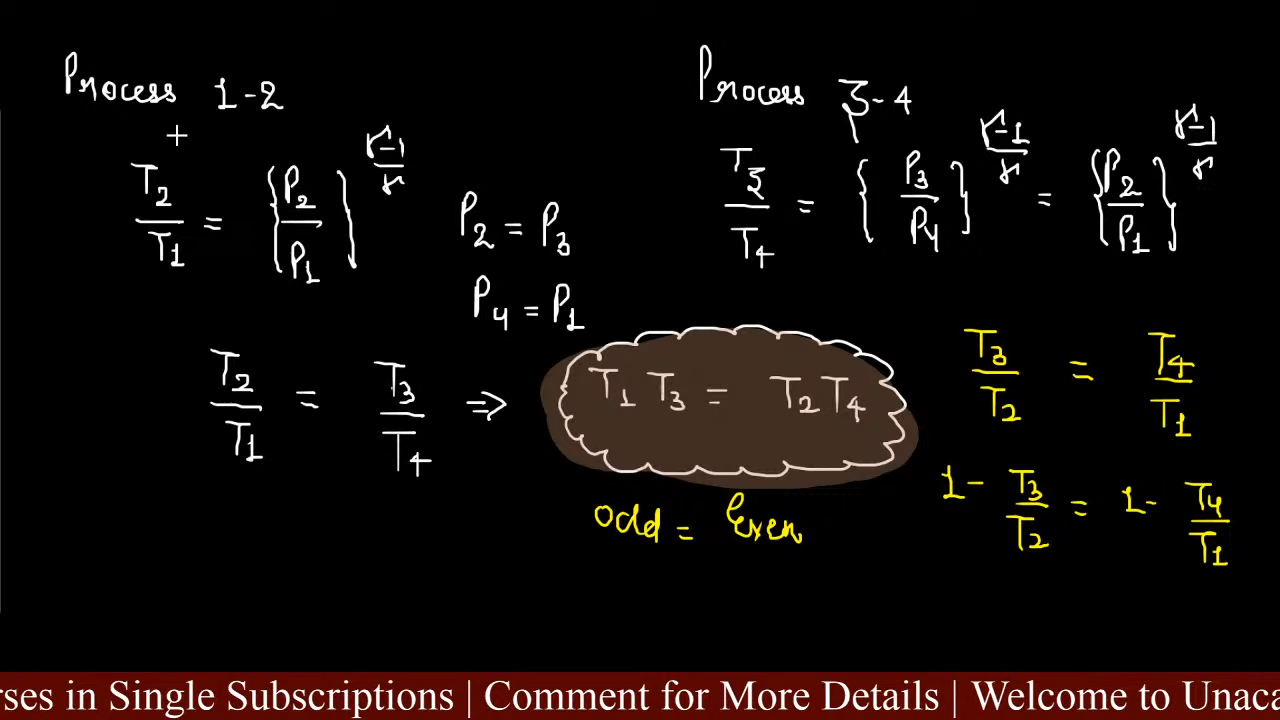 Process 1-2
T2/T1 = {P2/P1}^(γ-1)/γ
P2 = P3
P4 = P1
Process 3-4
T3/T4 = {P3/P4}^(γ-1)/γ = {P2/P1}^(γ-1)/γ
T2/T1 = T3/T4 ⇒ T1 T3 = T2 T4
odd = Even
T3/T2 = T4/T1
1- T3/T2 = 1- T4/T1
rses in Single Subscriptions | Comment for More Details | Welcome to Unaca